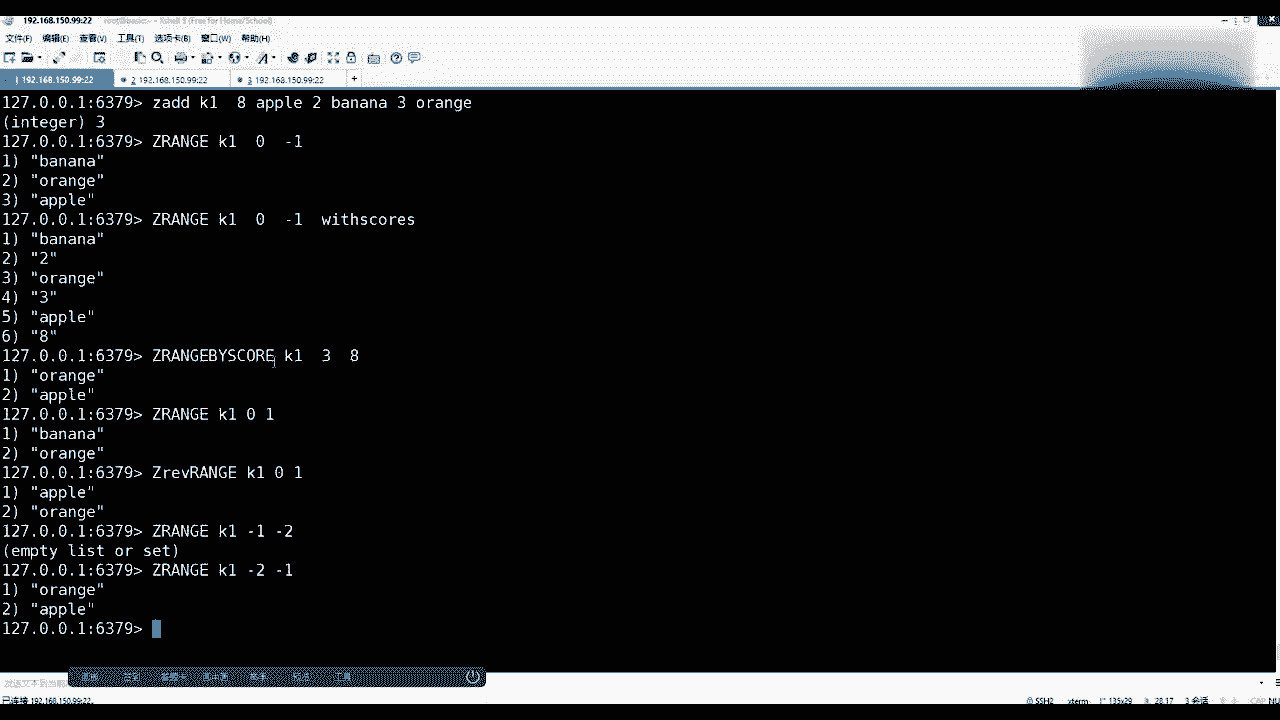 192.168.150.99:22 root@basic:~ - Xshell 5 (Free for Home/School)
文件(F) 编辑(E) 查看(V) 工具(T) 选项卡(B) 窗口(W) 帮助(H)
1 192.168.150.99:22 2 192.168.150.99:22 3 192.168.150.99:22 +
127.0.0.1:6379> zadd k1  8 apple 2 banana 3 orange
(integer) 3
127.0.0.1:6379> ZRANGE k1  0  -1
1) "banana"
2) "orange"
3) "apple"
127.0.0.1:6379> ZRANGE k1  0  -1  withscores
1) "banana"
2) "2"
3) "orange"
4) "3"
5) "apple"
6) "8"
127.0.0.1:6379> ZRANGEBYSCORE k1  3  8
1) "orange"
2) "apple"
127.0.0.1:6379> ZRANGE k1 0 1
1) "banana"
2) "orange"
127.0.0.1:6379> ZrevRANGE k1 0 1
1) "apple"
2) "orange"
127.0.0.1:6379> ZRANGE k1 -1 -2
(empty list or set)
127.0.0.1:6379> ZRANGE k1 -2 -1
1) "orange"
2) "apple"
127.0.0.1:6379>
工具
已连接 192.168.150.99:22。 SSH2 xterm 135x29 28,17 3 会话 CAP NU